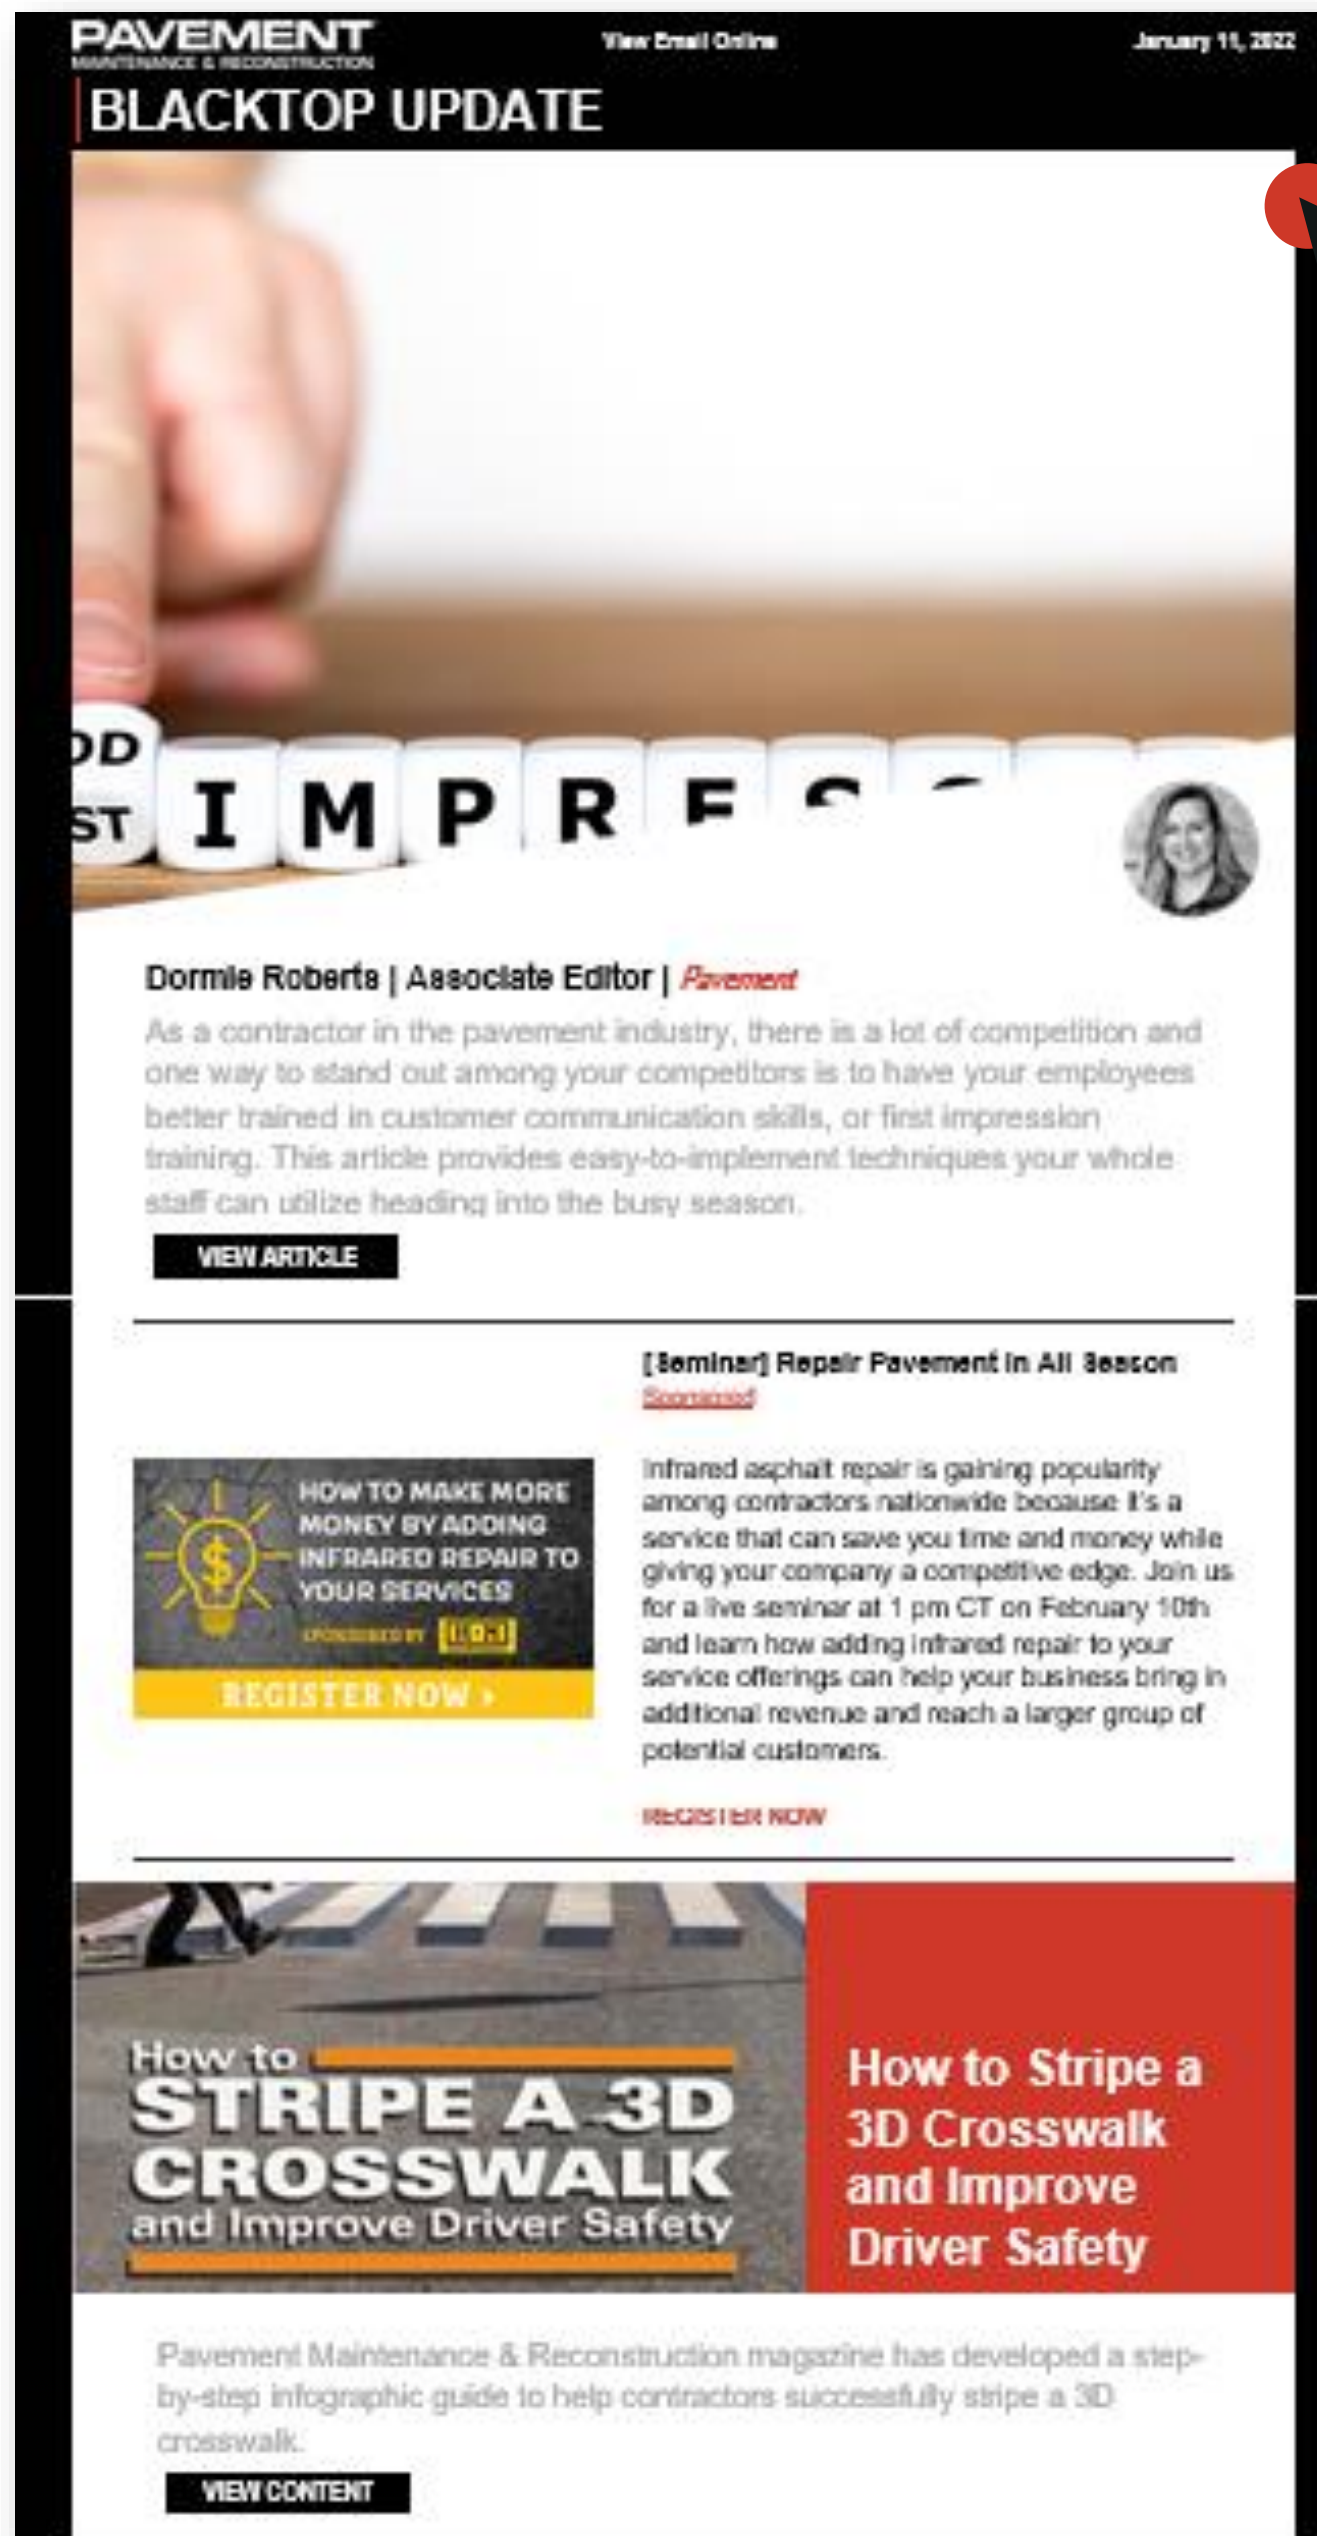 PAVEMENT
MAINTENANCE & RECONSTRUCTION
View Email Online
January 11, 2022
BLACKTOP UPDATE
OD
ST
I M P R E S
Dormie Roberts | Associate Editor | Pavement
As a contractor in the pavement industry, there is a lot of competition and
one way to stand out among your competitors is to have your employees
better trained in customer communication skills, or first impression
training. This article provides easy-to-implement techniques your whole
staff can utilize heading into the busy season.
VIEW ARTICLE
[Seminar] Repair Pavement in All Season
Sponsored
HOW TO MAKE MORE
MONEY BY ADDING
INFRARED REPAIR TO
YOUR SERVICES
SPONSORED BY
REGISTER NOW
Infrared asphalt repair is gaining popularity
among contractors nationwide because it's a
service that can save you time and money while
giving your company a competitive edge. Join us
for a live seminar at 1 pm CT on February 10th
and learn how adding infrared repair to your
service offerings can help your business bring in
additional revenue and reach a larger group of
potential customers.
REGISTER NOW
How to
STRIPE A 3D
CROSSWALK
and Improve Driver Safety
How to Stripe a
3D Crosswalk
and Improve
Driver Safety
Pavement Maintenance & Reconstruction magazine has developed a step-
by-step infographic guide to help contractors successfully stripe a 3D
crosswalk.
VIEW CONTENT